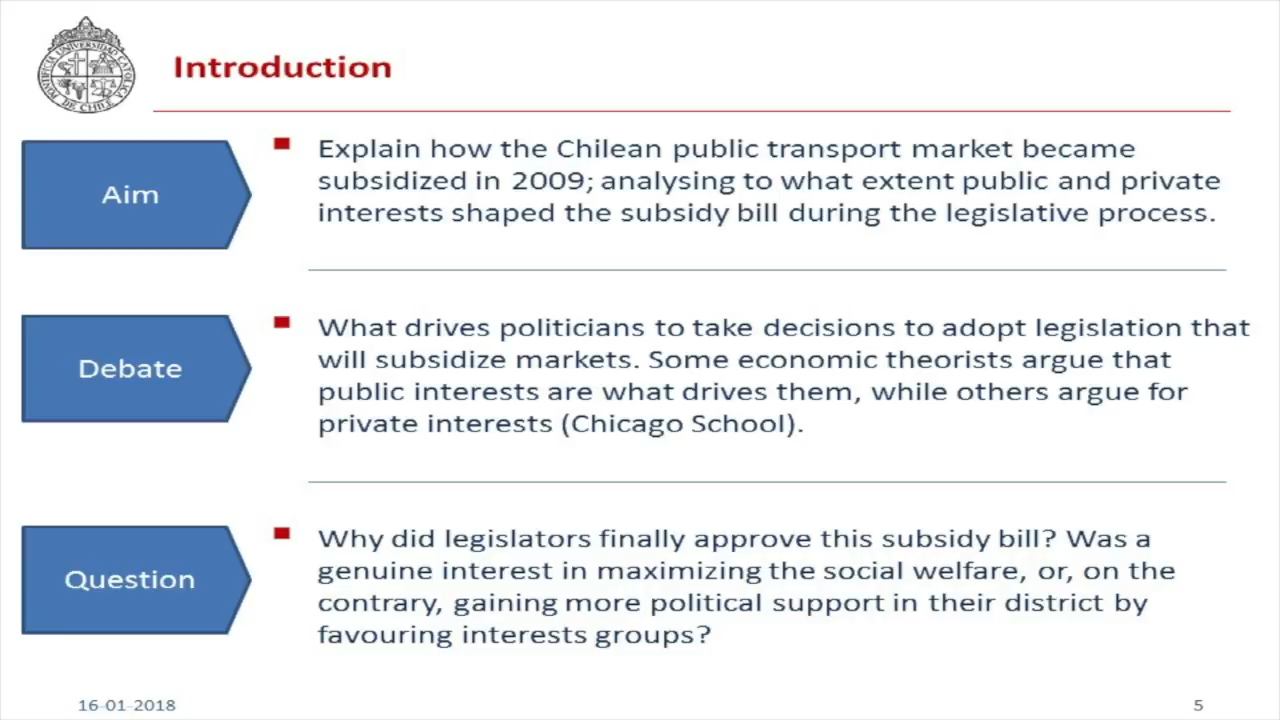 PONTIFICIA UNIVERSIDAD CATOLICA DE CHILE
Introduction
Aim
Explain how the Chilean public transport market became
subsidized in 2009; analysing to what extent public and private
interests shaped the subsidy bill during the legislative process.
Debate
What drives politicians to take decisions to adopt legislation that
will subsidize markets. Some economic theorists argue that
public interests are what drives them, while others argue for
private interests (Chicago School).
Question
Why did legislators finally approve this subsidy bill? Was a
genuine interest in maximizing the social welfare, or, on the
contrary, gaining more political support in their district by
favouring interests groups?
16-01-2018
5